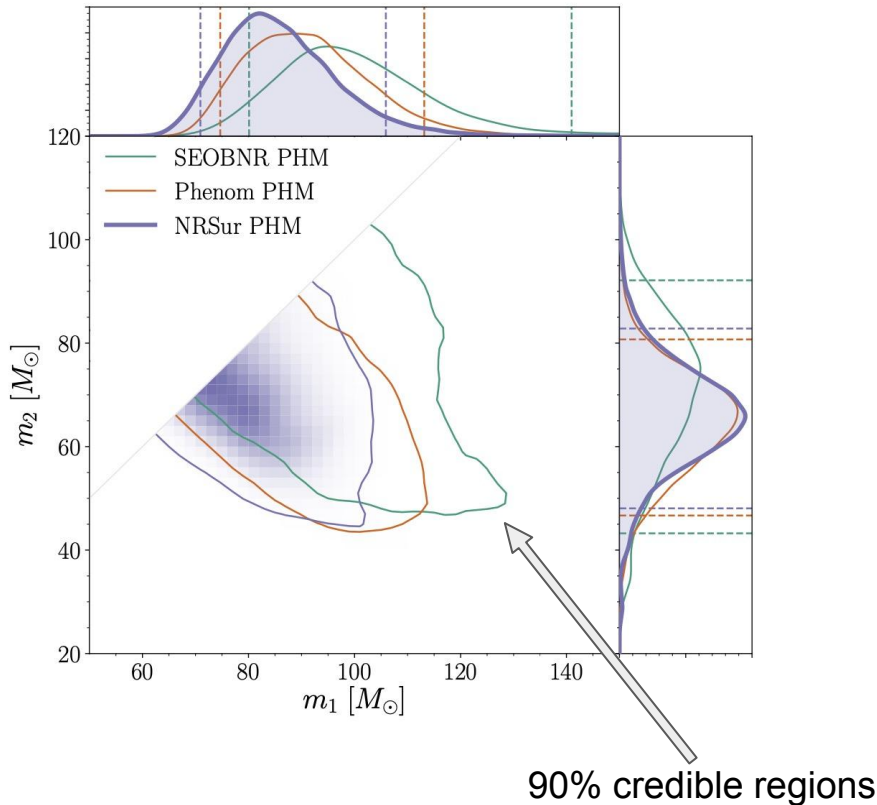 120
SEOBNR PHM
Phenom PHM
NRSur PHM
100
80
60
40
20
m₂ [M⊙]
60 80 100 120 140
m₁ [M⊙]
90% credible regions